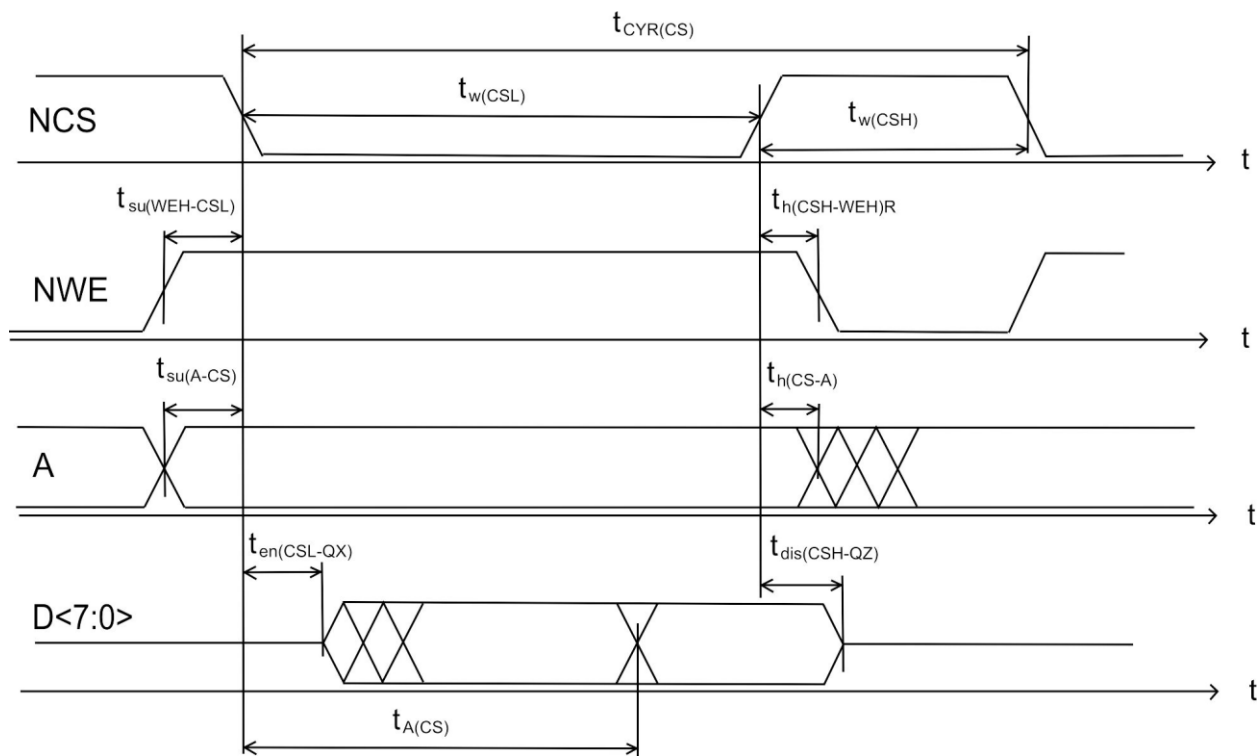 tCYR(CS)
tw(CSL)
NCS
tw(CSH)
t
tsu(WEH-CSL)
th(CSH-WEH)R
NWE
t
tsu(A-CS)
th(CS-A)
A
t
ten(CSL-QX)
tdis(CSH-QZ)
D<7:0>
t
tA(CS)